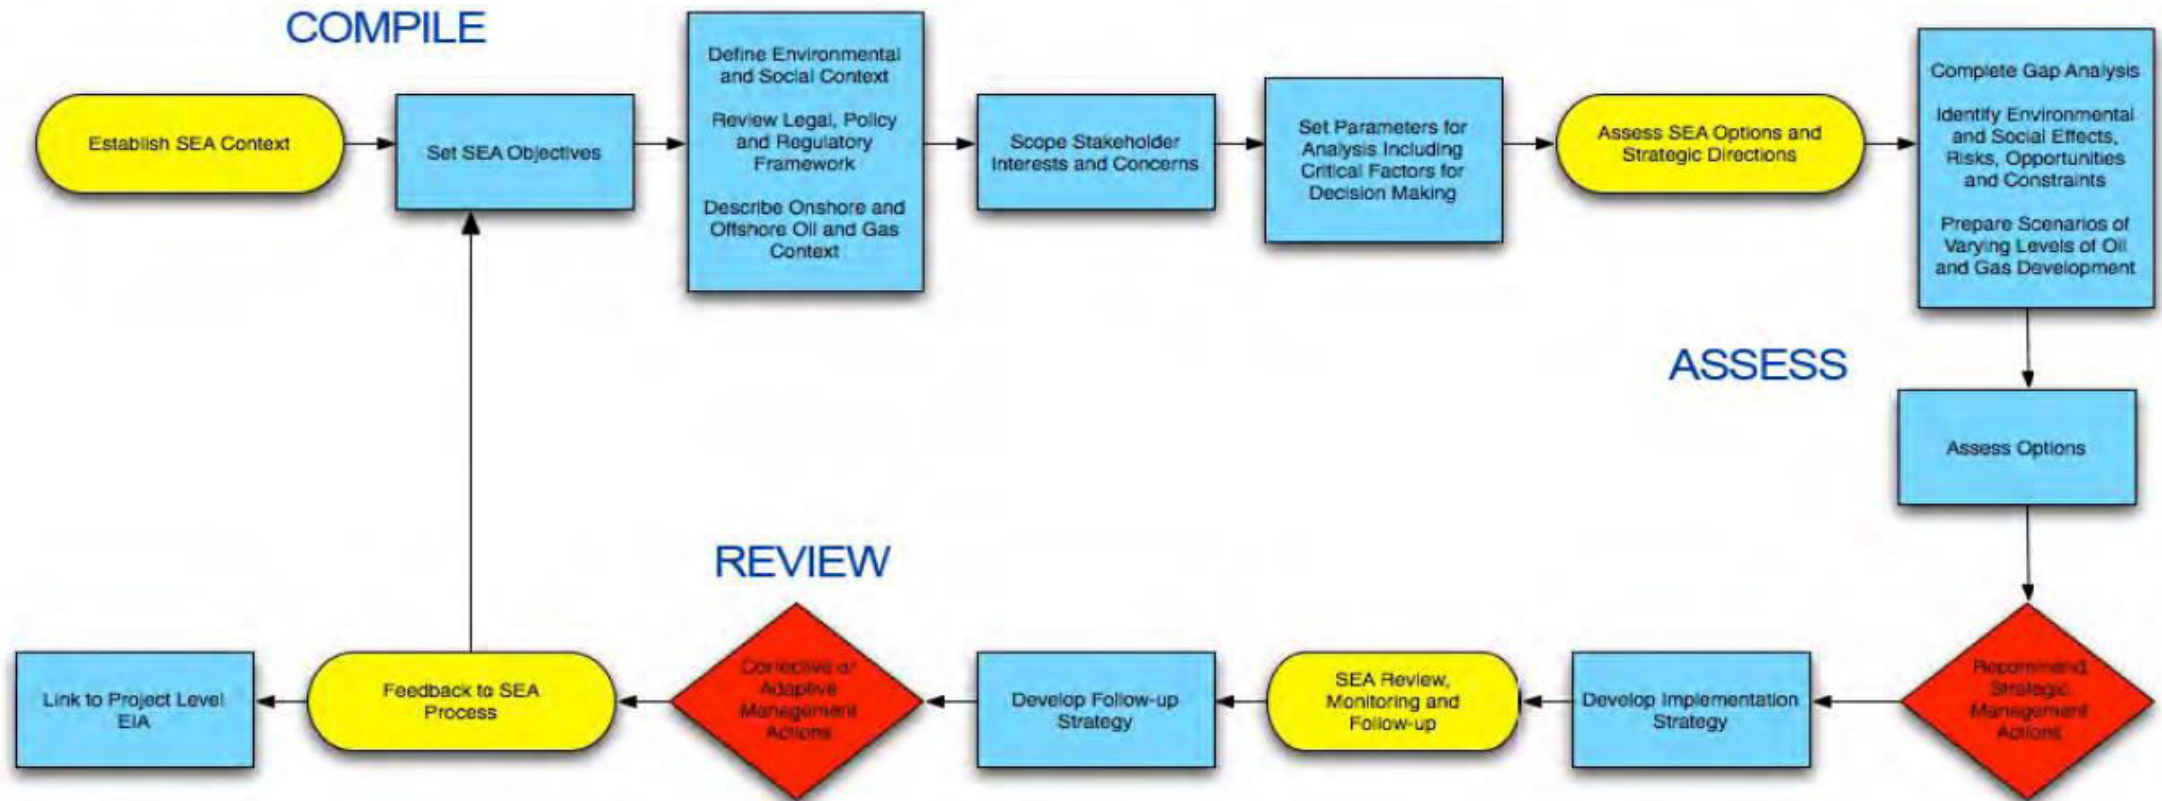 COMPILE
Establish SEA Context
Set SEA Objectives
Define Environmental
and Social Context
Review Legal, Policy
and Regulatory
Framework
Describe Onshore and
Offshore Oil and Gas
Context
Scope Stakeholder
Interests and Concerns
Set Parameters for
Analysis Including
Critical Factors for
Decision Making
Assess SEA Options and
Strategic Directions
Complete Gap Analysis
Identify Environmental
and Social Effects,
Risks, Opportunities
and Constraints
Prepare Scenarios of
Varying Levels of Oil
and Gas Development
ASSESS
Assess Options
Recommend
Strategic
Management
Actions
Develop Implementation
Strategy
SEA Review,
Monitoring and
Follow-up
Develop Follow-up
Strategy
REVIEW
Corrective or
Adaptive
Management
Actions
Feedback to SEA
Process
Link to Project Level
EIA